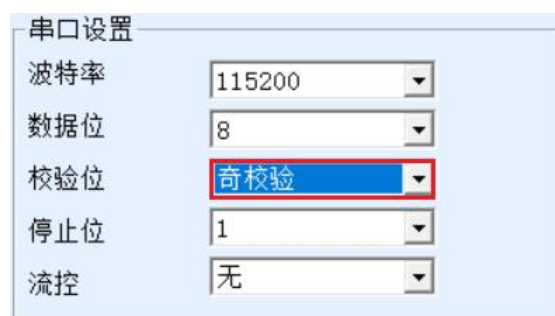 串口设置
波特率 115200
数据位 8
校验位 奇校验
停止位 1
流控 无